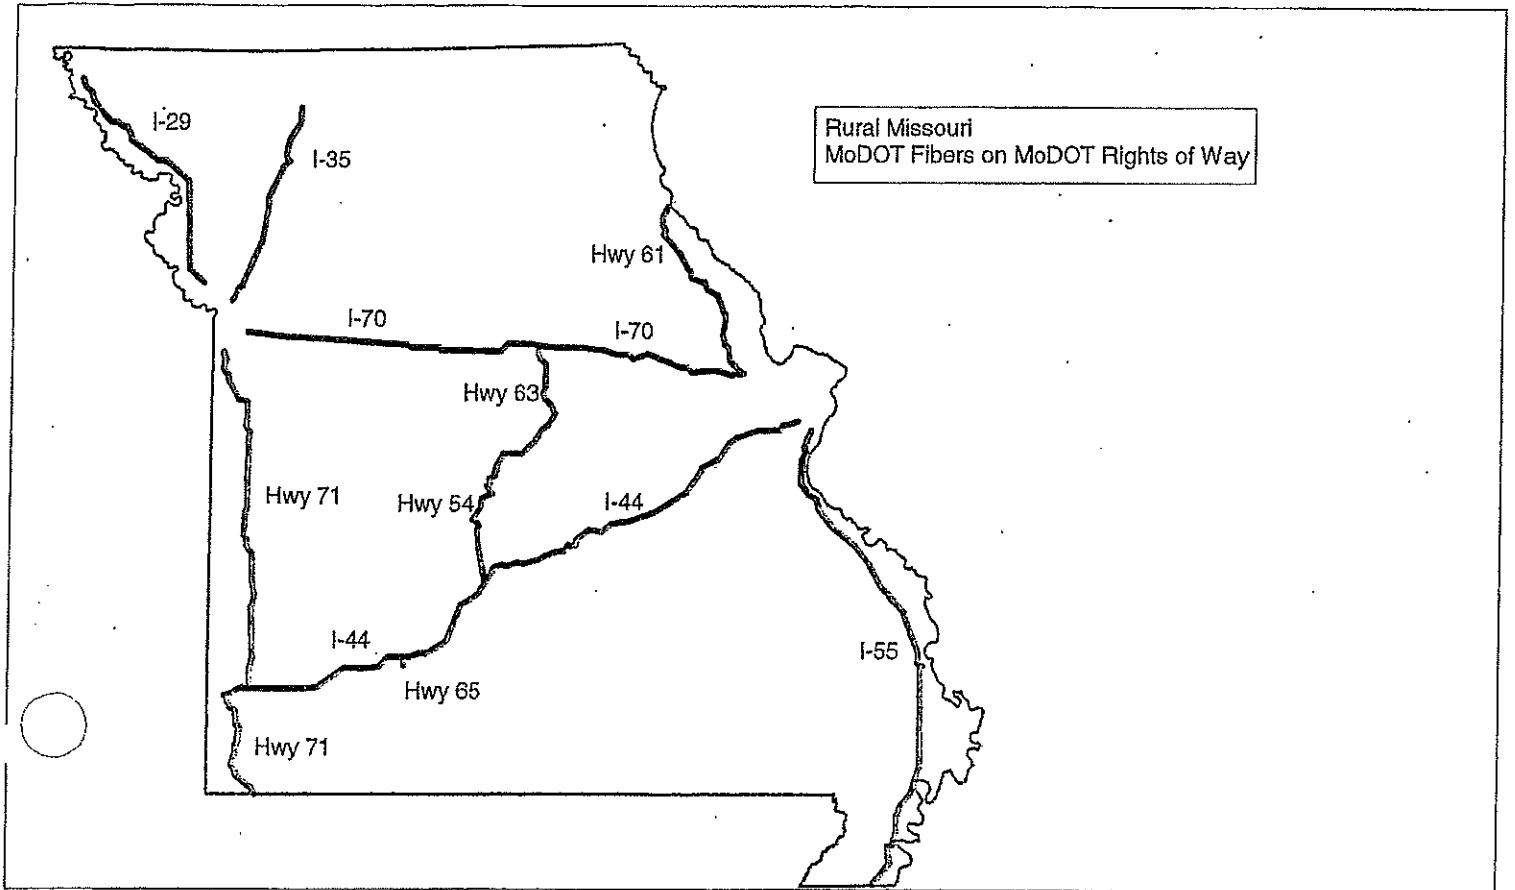 I-29
I-35
Rural Missouri
MoDOT Fibers on MoDOT Rights of Way
Hwy 61
I-70
I-70
Hwy 63
Hwy 71
Hwy 54
I-44
I-44
I-55
Hwy 65
Hwy 71